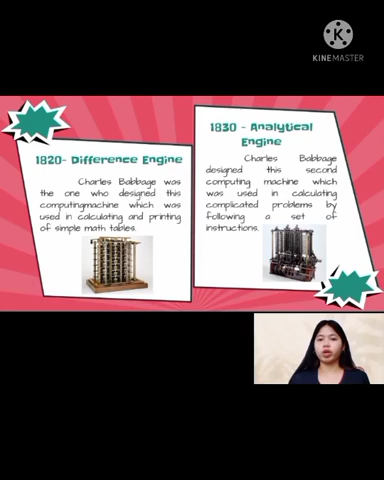 K
KINEMASTER
1820- Difference Engine
Charles Babbage was
the one who designed this
computingmachine which was
used in calculating and printing
of simple math tables.
1830 - Analytical
Engine
Charles Babbage
designed this second
computing machine which
was used in calculating
complicated problems by
following a set of
instructions.